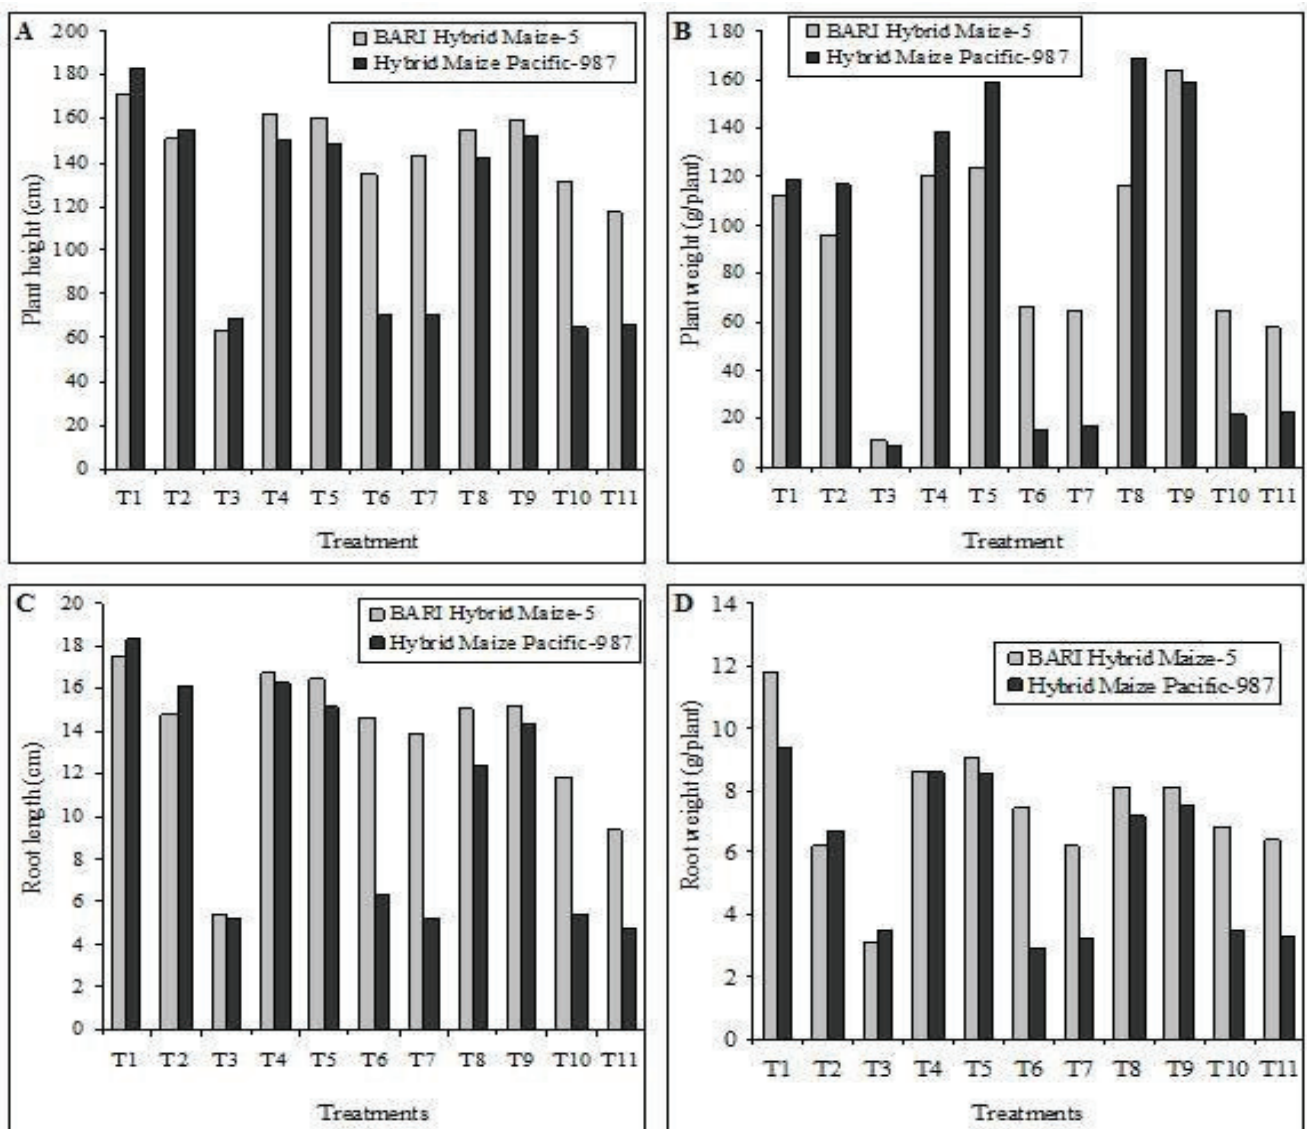 A
BARI Hybrid Maize-5
Hybrid Maize Pacific-987
Plant height (cm)
200
180
160
140
120
100
80
60
40
20
0
T1 T2 T3 T4 T5 T6 T7 T8 T9 T10 T11
Treatment
B
BARI Hybrid Maize-5
Hybrid Maize Pacific-987
Plant weight (g/plant)
180
160
140
120
100
80
60
40
20
0
T1 T2 T3 T4 T5 T6 T7 T8 T9 T10 T11
Treatment
C
BARI Hybrid Maize-5
Hybrid Maize Pacific-987
Root length (cm)
20
18
16
14
12
10
8
6
4
2
0
T1 T2 T3 T4 T5 T6 T7 T8 T9 T10 T11
Treatments
D
BARI Hybrid Maize-5
Hybrid Maize Pacific-987
Root weight (g/plant)
14
12
10
8
6
4
2
0
T1 T2 T3 T4 T5 T6 T7 T8 T9 T10 T11
Treatments